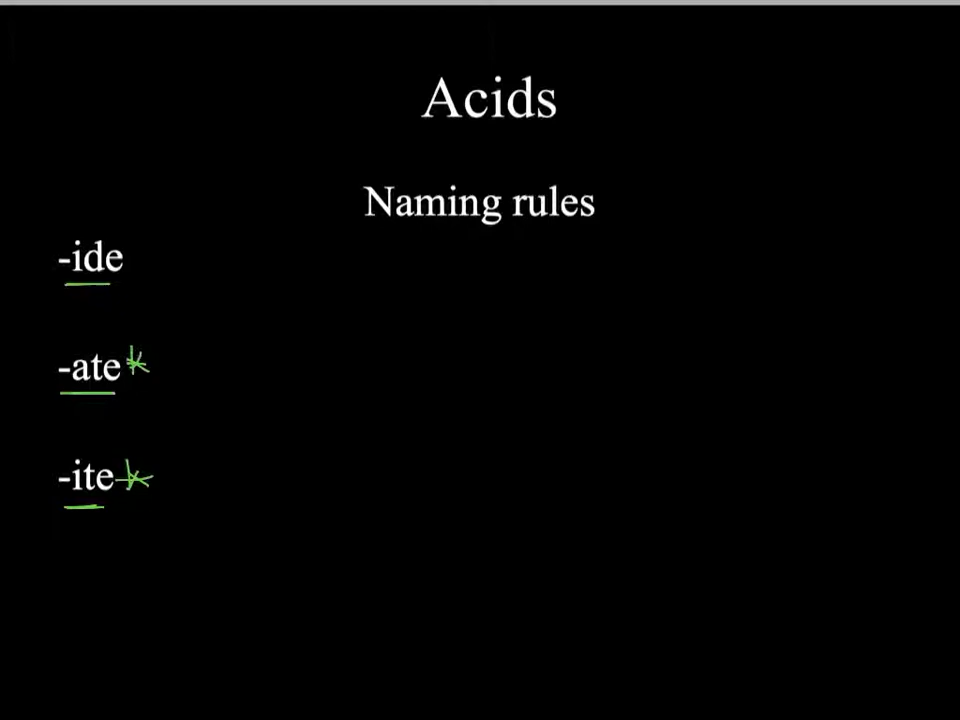 Acids
Naming rules
-ide
-ate*
-ite*